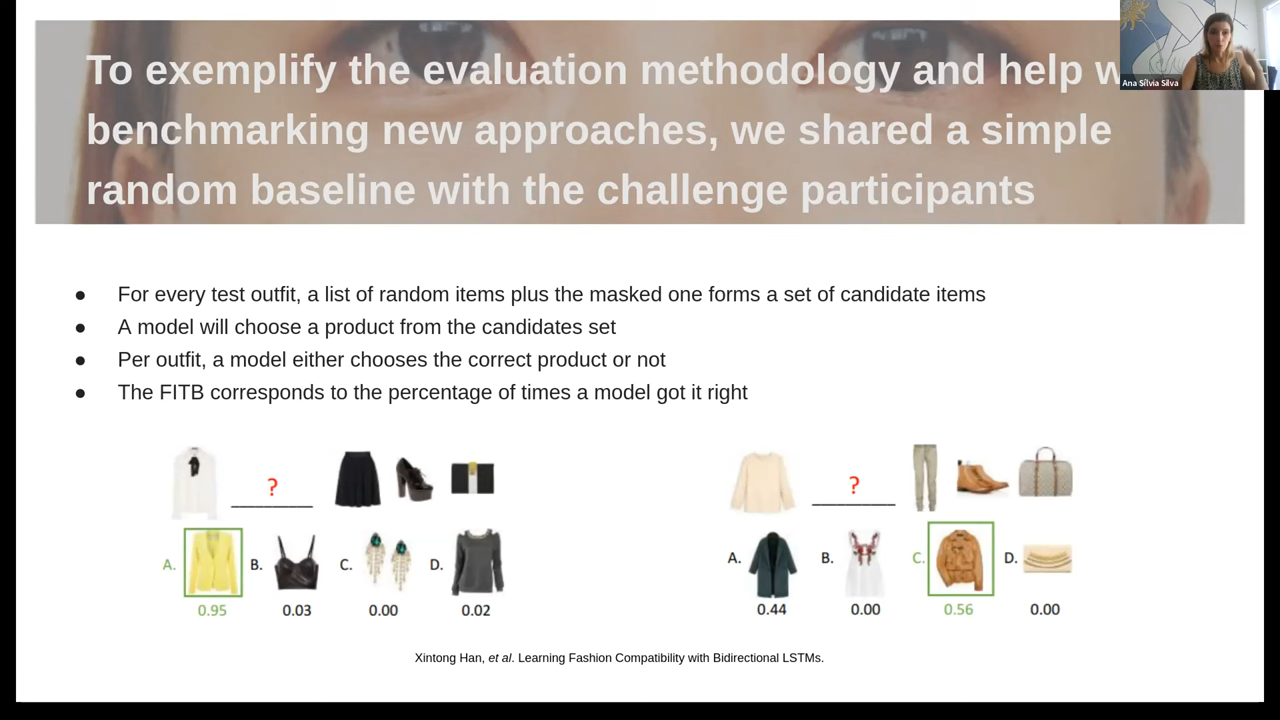 To exemplify the evaluation methodology and help
benchmarking new approaches, we shared a simple
random baseline with the challenge participants
Ana Sílvia Silva
● For every test outfit, a list of random items plus the masked one forms a set of candidate items
● A model will choose a product from the candidates set
● Per outfit, a model either chooses the correct product or not
● The FITB corresponds to the percentage of times a model got it right
? ?
A. B. C. D. A. B. C. D.
0.95 0.03 0.00 0.02 0.44 0.00 0.56 0.00
Xintong Han, et al. Learning Fashion Compatibility with Bidirectional LSTMs.